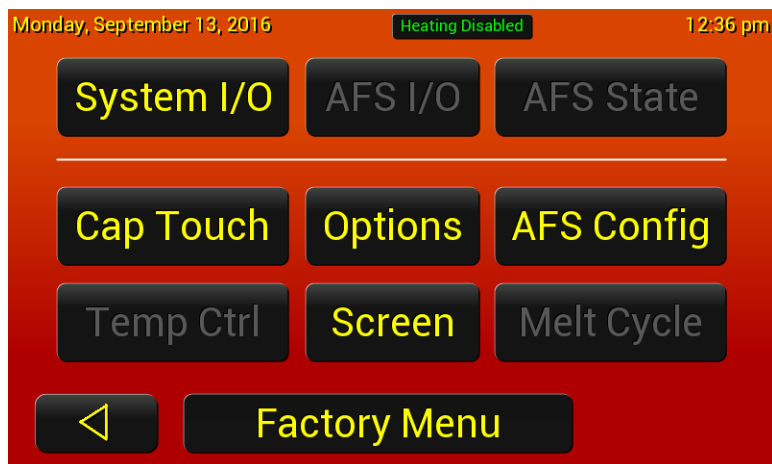 Monday, September 13, 2016 Heating Disabled 12:36 pm
System I/O AFS I/O AFS State
Cap Touch Options AFS Config
Temp Ctrl Screen Melt Cycle
Factory Menu